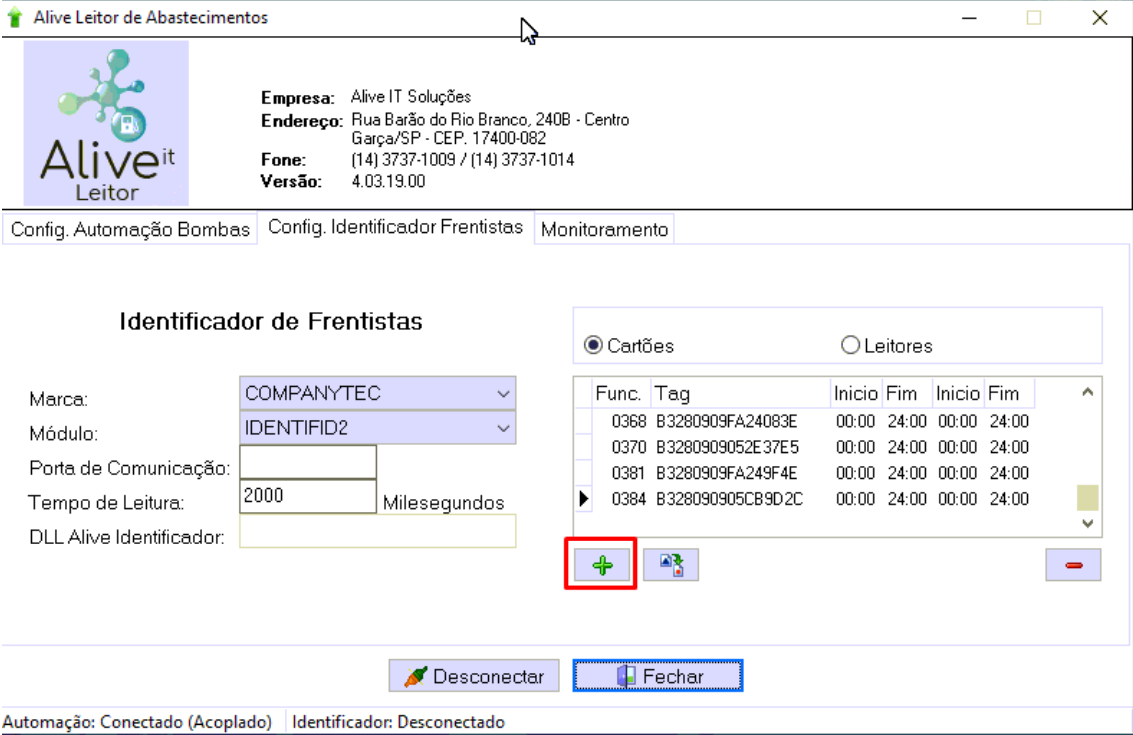 Alive Leitor de Abastecimentos
Alive it
Leitor
Empresa: Alive IT Soluções
Endereço: Rua Barão do Rio Branco, 240B - Centro
Garça/SP - CEP. 17400-082
Fone: (14) 3737-1009 / (14) 3737-1014
Versão: 4.03.19.00
Config. Automação Bombas Config. Identificador Frentistas Monitoramento
Identificador de Frentistas
Marca: COMPANYTEC
Módulo: IDENTIFID2
Porta de Comunicação:
Tempo de Leitura: 2000 Milesegundos
DLL Alive Identificador:
Cartões Leitores
Func. Tag Inicio Fim Inicio Fim
0368 B3280909FA24083E 00:00 24:00 00:00 24:00
0370 B3280909052E37E5 00:00 24:00 00:00 24:00
0381 B3280909FA249F4E 00:00 24:00 00:00 24:00
0384 B328090905CB9D2C 00:00 24:00 00:00 24:00
Desconectar Fechar
Automação: Conectado (Acoplado) Identificador: Desconectado